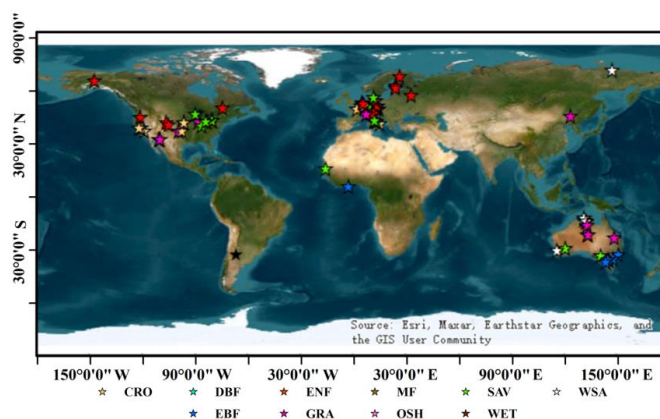 90°0'0"
30°0'0" N
30°0'0" S
Source: Esri, Maxar, Earthstar Geographics, and
the GIS User Community
150°0'0" W 90°0'0" W 30°0'0" W 30°0'0" E 90°0'0" E 150°0'0" E
CRO DBF ENF MF SAV WSA
EBF GRA OSH WET